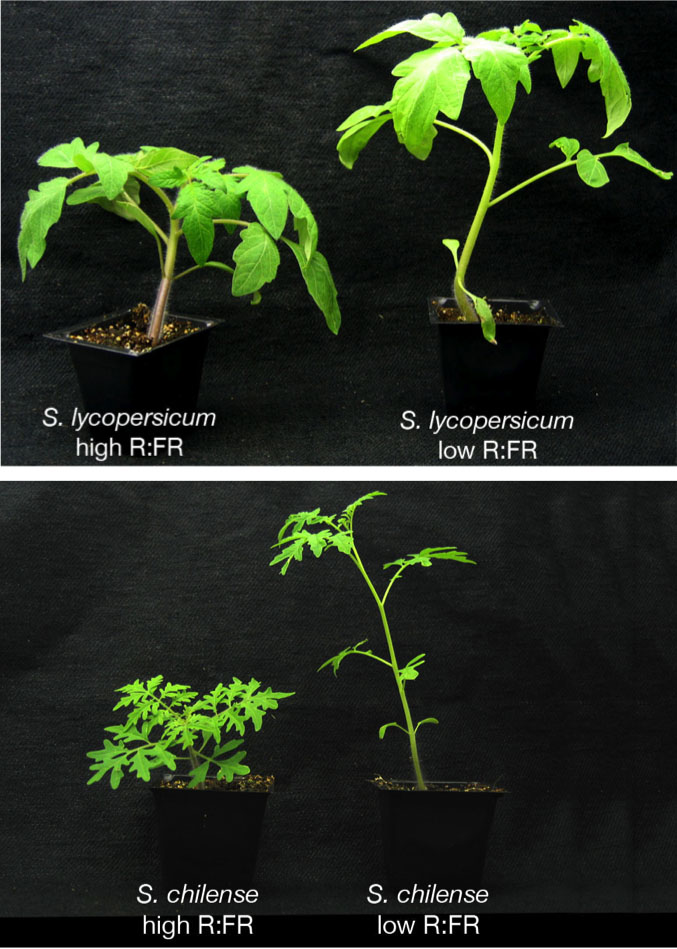 S. lycopersicum
high R:FR
S. lycopersicum
low R:FR
S. chilense
high R:FR
S. chilense
low R:FR